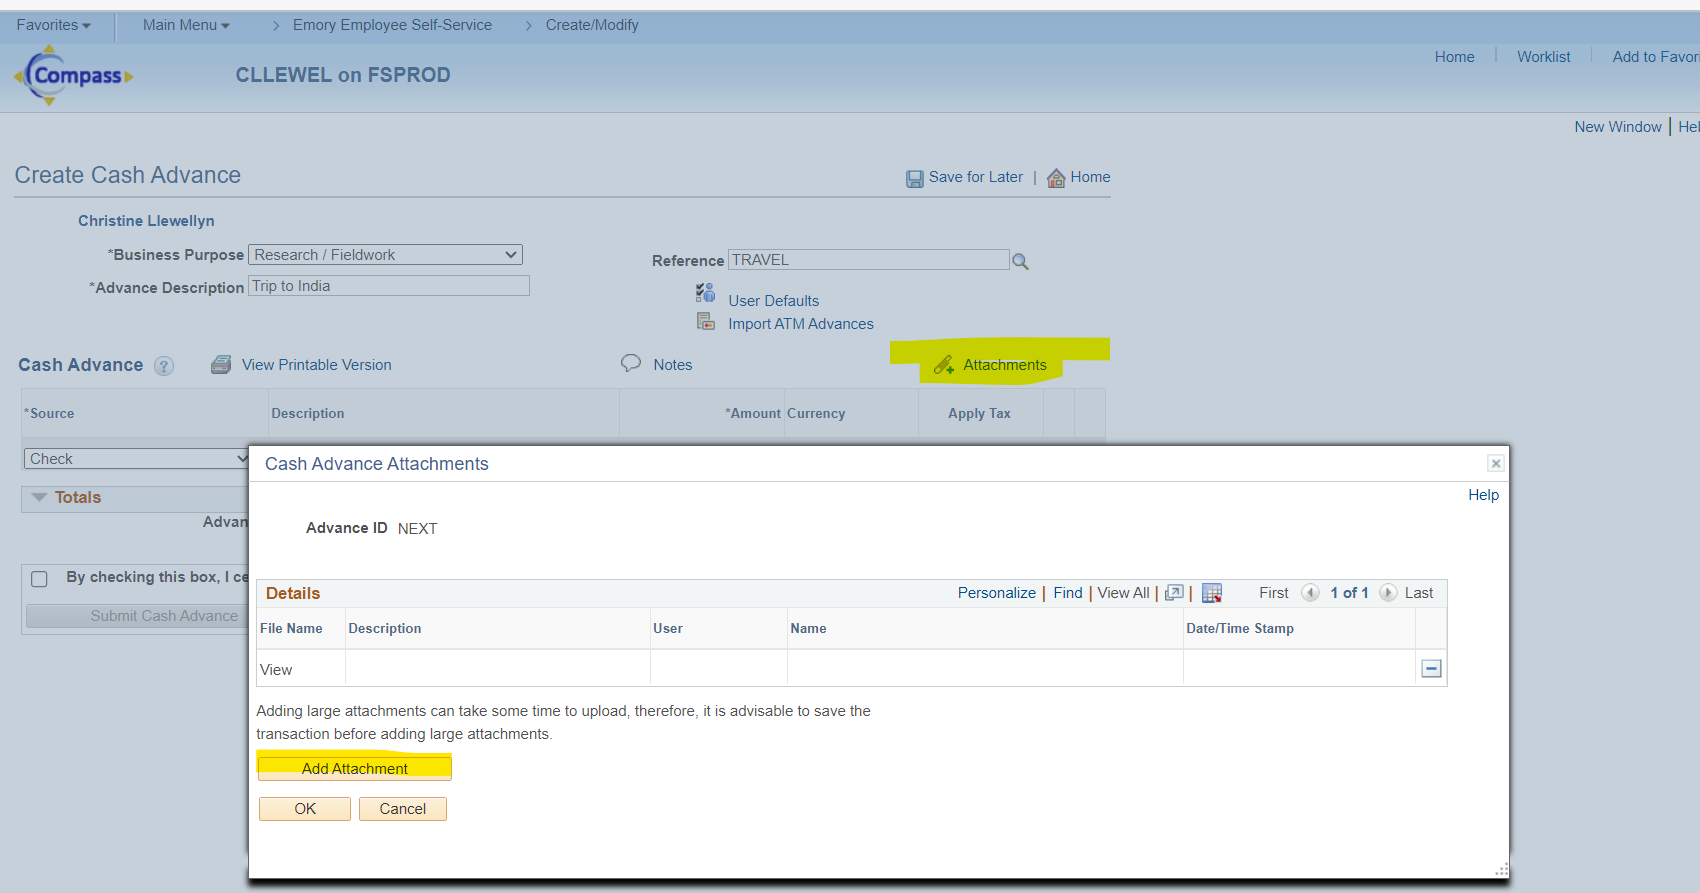 Favorites Main Menu > Emory Employee Self-Service > Create/Modify
Compass
CLLEWEL on FSPROD
Home Worklist Add to Favor
New Window | Hel
Create Cash Advance
Save for Later | Home
Christine Llewellyn
*Business Purpose Research / Fieldwork
Reference TRAVEL
*Advance Description Trip to India
User Defaults
Import ATM Advances
Cash Advance ? View Printable Version Notes Attachments
*Source Description *Amount Currency Apply Tax
Check
Totals
Advan
By checking this box, I ce
Submit Cash Advance
Cash Advance Attachments
Help
Advance ID NEXT
Details Personalize | Find | View All | | First 1 of 1 Last
File Name Description User Name Date/Time Stamp
View
Adding large attachments can take some time to upload, therefore, it is advisable to save the
transaction before adding large attachments.
Add Attachment
OK Cancel